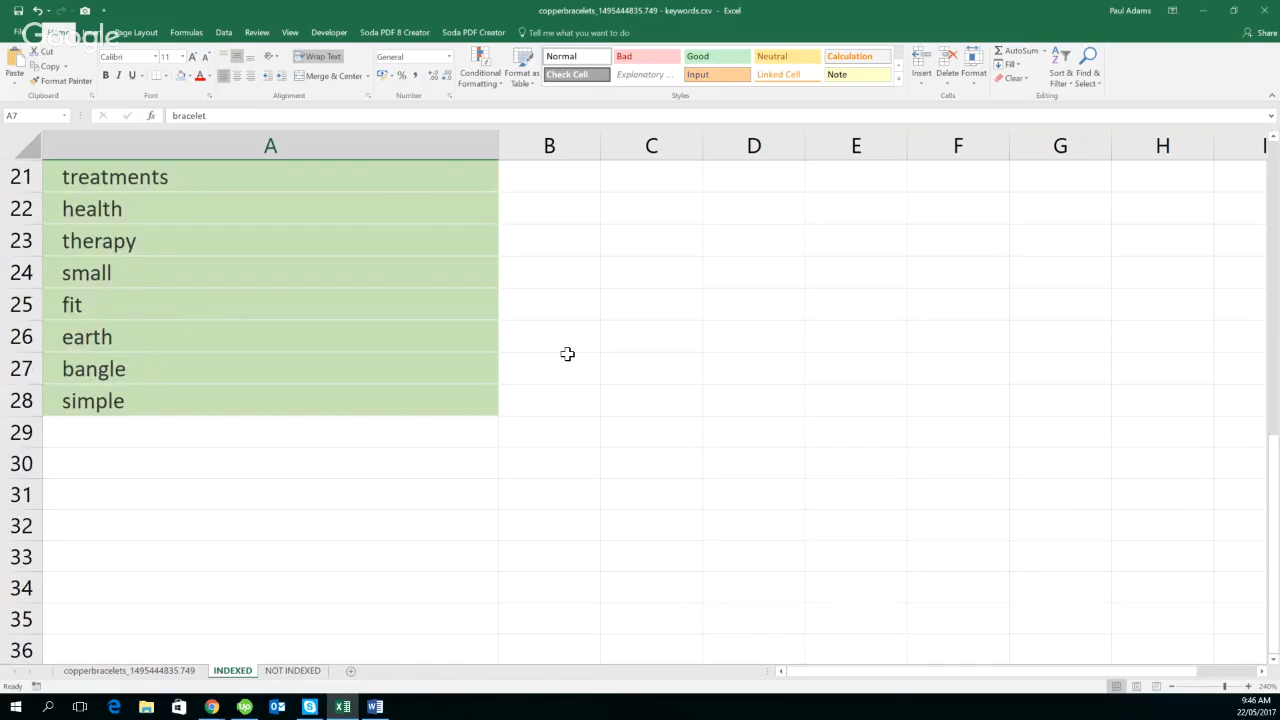 copperbracelets_1495444835.749 - keywords.csv - Excel
Paul Adams
Google
Page Layout Formulas Data Review View Developer Soda PDF 8 Creator Soda PDF Creator Tell me what you want to do
Share
Paste
Cut
Copy
Format Painter
Clipboard
Calibri 11
B I U
Font
Wrap Text
Merge & Center
Alignment
General
Number
Conditional Formatting
Format as Table
Normal Bad Good Neutral Calculation
Check Cell Explanatory ... Input Linked Cell Note
Styles
Insert Delete Format
Cells
AutoSum
Fill
Clear
Sort & Filter
Find & Select
Editing
A7 fx bracelet
A B C D E F G H
21 treatments
22 health
23 therapy
24 small
25 fit
26 earth
27 bangle
28 simple
29
30
31
32
33
34
35
36
copperbracelets_1495444835.749 INDEXED NOT INDEXED
Ready
240%
9:46 AM
22/05/2017